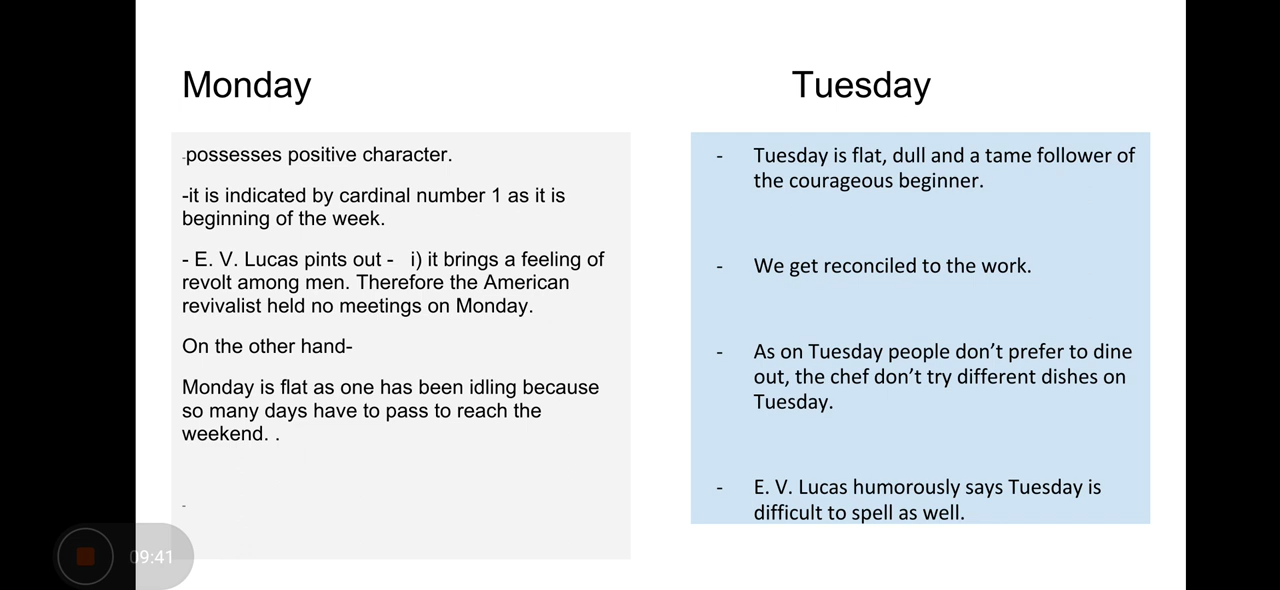 Monday
-possesses positive character.
-it is indicated by cardinal number 1 as it is
beginning of the week.
- E. V. Lucas pints out - i) it brings a feeling of
revolt among men. Therefore the American
revivalist held no meetings on Monday.
On the other hand-
Monday is flat as one has been idling because
so many days have to pass to reach the
weekend. .
-
Tuesday
- Tuesday is flat, dull and a tame follower of
the courageous beginner.
- We get reconciled to the work.
- As on Tuesday people don’t prefer to dine
out, the chef don’t try different dishes on
Tuesday.
- E. V. Lucas humorously says Tuesday is
difficult to spell as well.
09:41